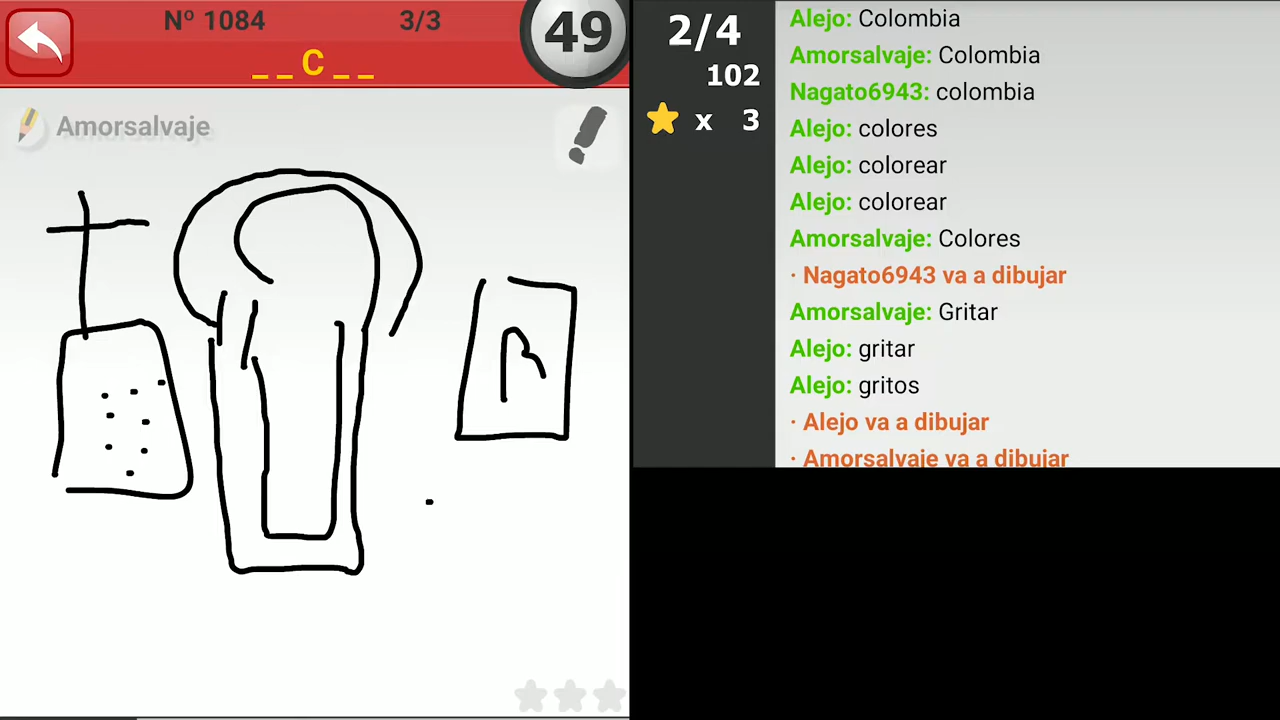 Nº 1084 3/3 49
_ _ C _ _
Amorsalvaje
2/4
102
x 3
Alejo: Colombia
Amorsalvaje: Colombia
Nagato6943: colombia
Alejo: colores
Alejo: colorear
Alejo: colorear
Amorsalvaje: Colores
· Nagato6943 va a dibujar
Amorsalvaje: Gritar
Alejo: gritar
Alejo: gritos
· Alejo va a dibujar
· Amorsalvaje va a dibujar